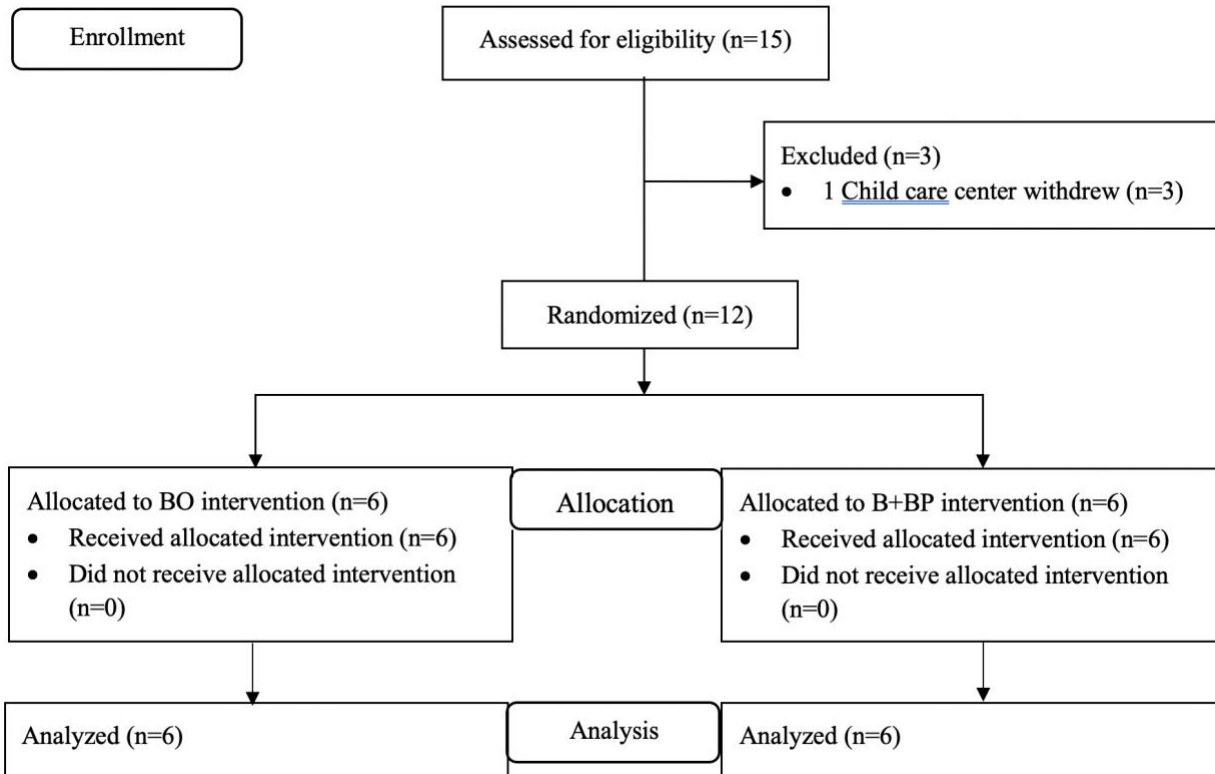 Enrollment
Assessed for eligibility (n=15)
Excluded (n=3)
• 1 Child care center withdrew (n=3)
Randomized (n=12)
Allocated to BO intervention (n=6)
• Received allocated intervention (n=6)
• Did not receive allocated intervention
(n=0)
Allocation
Allocated to B+BP intervention (n=6)
• Received allocated intervention (n=6)
• Did not receive allocated intervention
(n=0)
Analyzed (n=6)
Analysis
Analyzed (n=6)